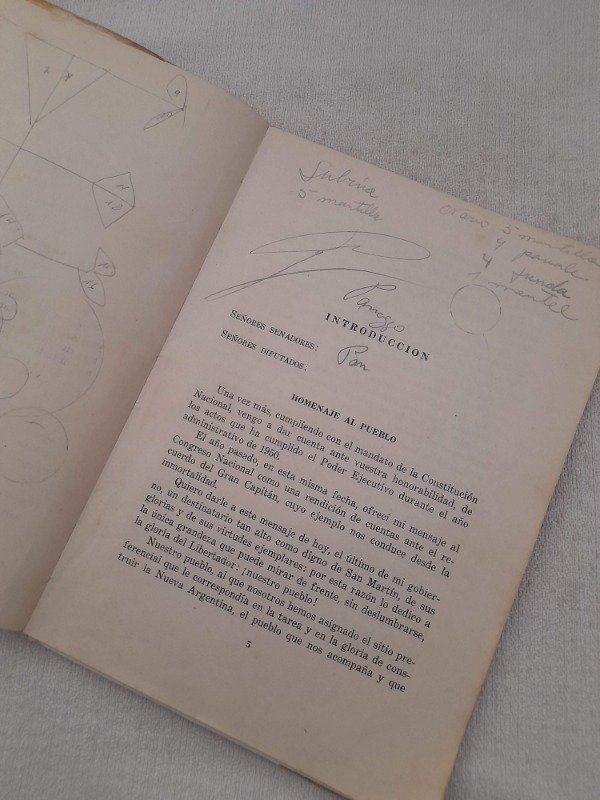 Subiria
5 mantilla
5 mantilla
4
4 funda
1 mantel
INTRODUCCION
SEÑORES SENADORES:
SEÑORES DIPUTADOS:
Pan
HOMENAJE AL PUEBLO
Una vez más, cumpliendo con el mandato de la Constitución
Nacional, vengo a dar cuenta ante vuestra honorabilidad, de
los actos que ha cumplido el Poder Ejecutivo durante el año
administrativo de 1950.
El año pasado, en esta misma fecha, ofrecí mi mensaje al
Congreso Nacional como una rendición de cuentas ante el re-
cuerdo del Gran Capitán, cuyo ejemplo nos conduce desde la
inmortalidad.
Quiero darle a este mensaje de hoy, el último de mi gobier-
no, un destinatario tan alto como digno de San Martín, de sus
glorias y de sus virtudes ejemplares: por esta razón lo dedico a
la única grandeza que puede mirar de frente, sin deslumbrarse,
la gloria del Libertador: ¡nuestro pueblo!
Nuestro pueblo, al que nosotros hemos asignado el sitio pre-
ferencial que le correspondía en la tarea y en la gloria de cons-
truir la Nueva Argentina, el pueblo que nos acompaña y que
5